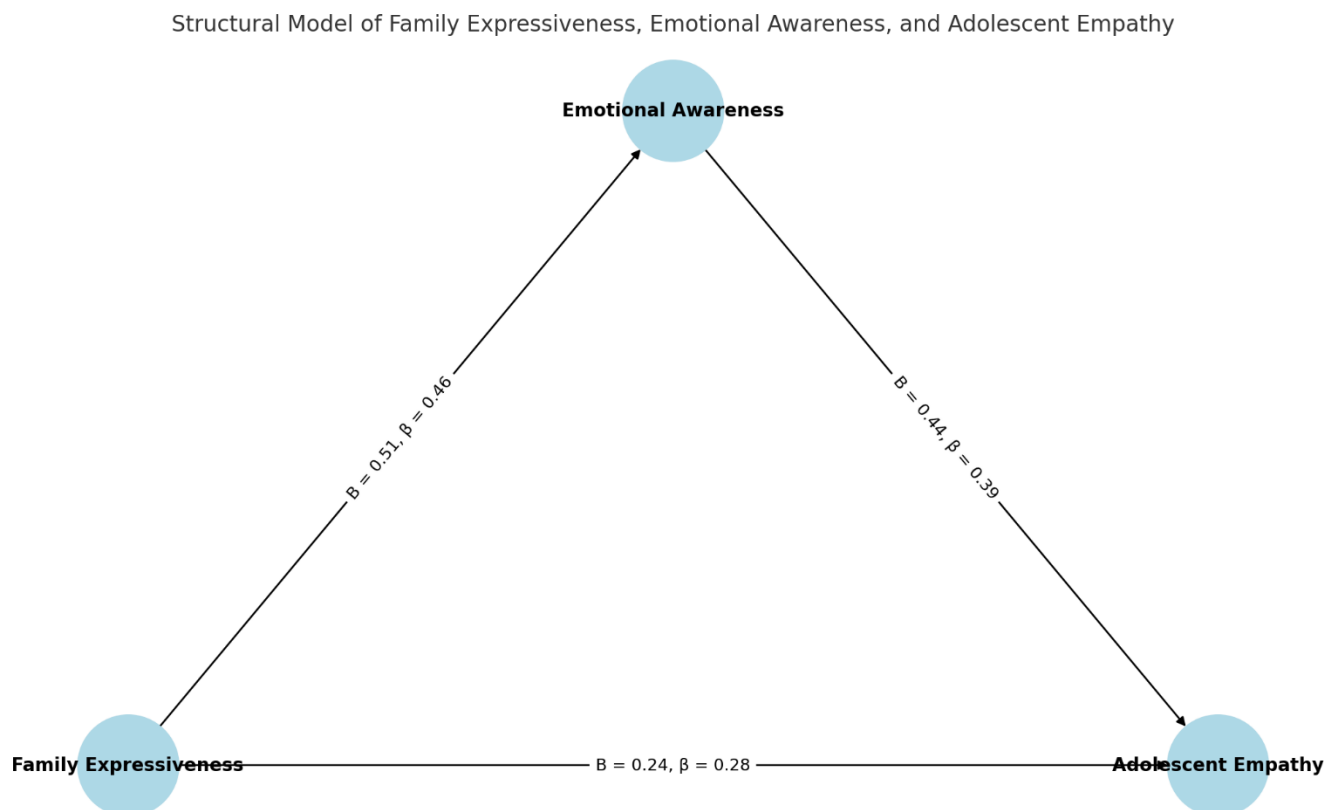 Structural Model of Family Expressiveness, Emotional Awareness, and Adolescent Empathy
Emotional Awareness
B = 0.51, β = 0.46
B = 0.44, β = 0.39
Family Expressiveness
B = 0.24, β = 0.28
Adolescent Empathy